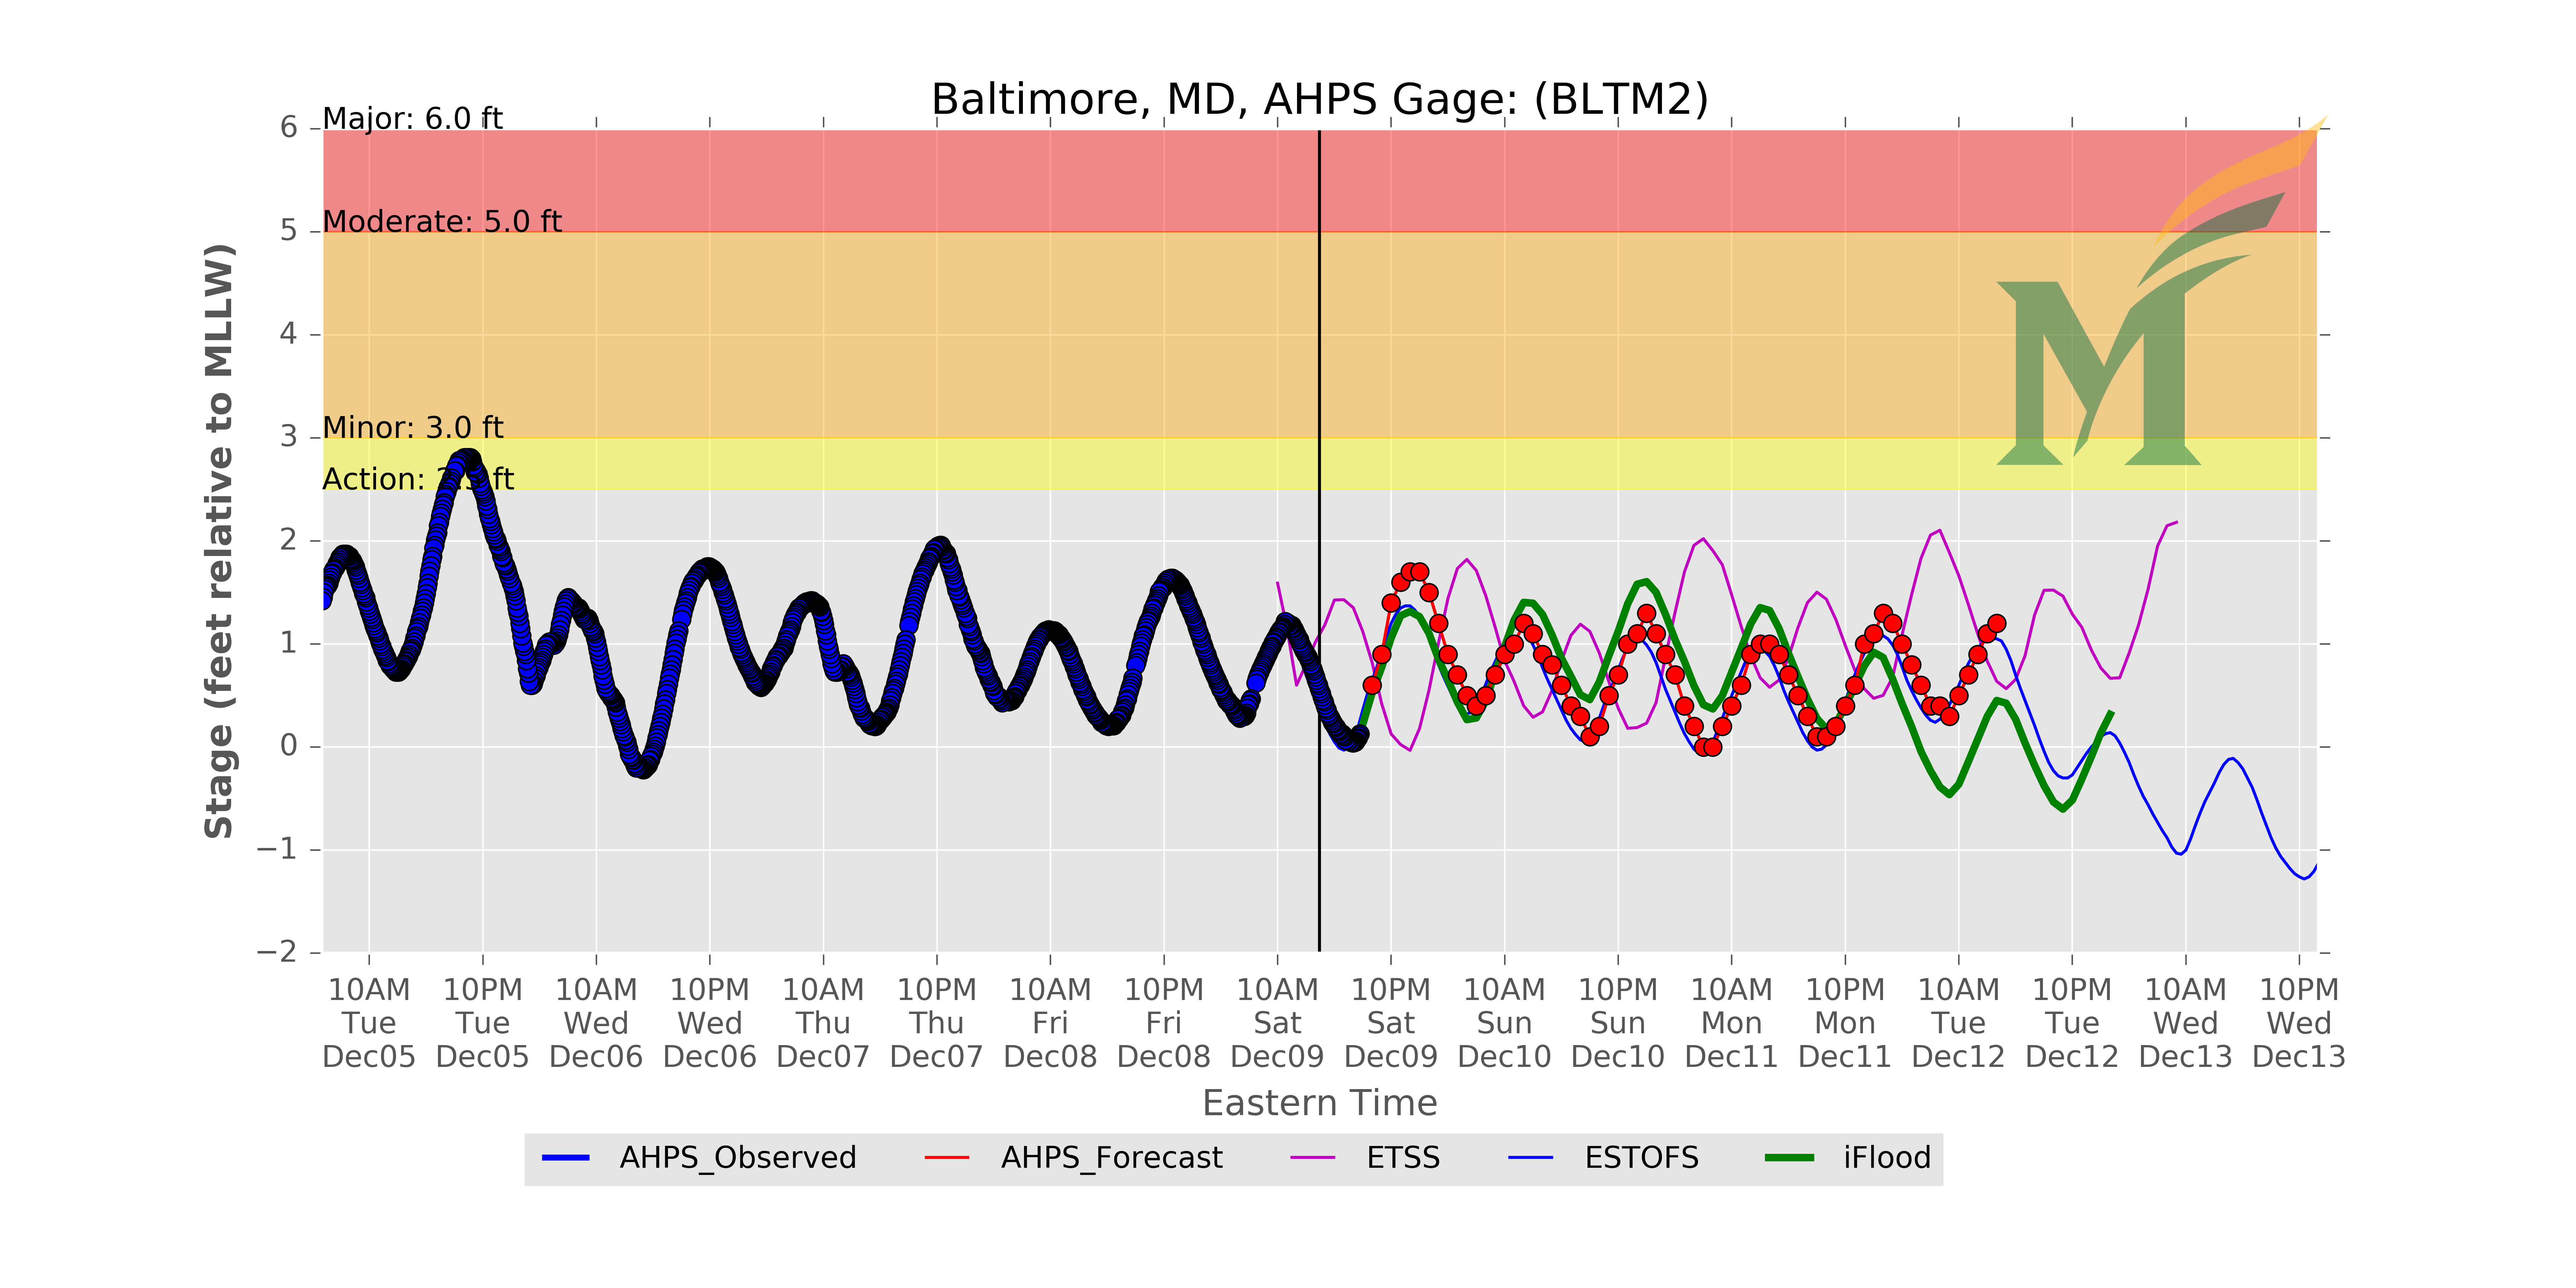 Baltimore, MD, AHPS Gage: (BLTM2)
Major: 6.0 ft
Moderate: 5.0 ft
Minor: 3.0 ft
Action: ft
Stage (feet relative to MLLW)
6
5
4
3
2
1
0
−1
−2
10AM 10PM 10AM 10PM 10AM 10PM 10AM 10PM 10AM 10PM 10AM 10PM 10AM 10PM 10AM 10PM 10AM 10PM
Tue Tue Wed Wed Thu Thu Fri Fri Sat Sat Sun Sun Mon Mon Tue Tue Wed Wed
Dec05 Dec05 Dec06 Dec06 Dec07 Dec07 Dec08 Dec08 Dec09 Dec09 Dec10 Dec10 Dec11 Dec11 Dec12 Dec12 Dec13 Dec13
Eastern Time
AHPS_Observed AHPS_Forecast ETSS ESTOFS iFlood
M